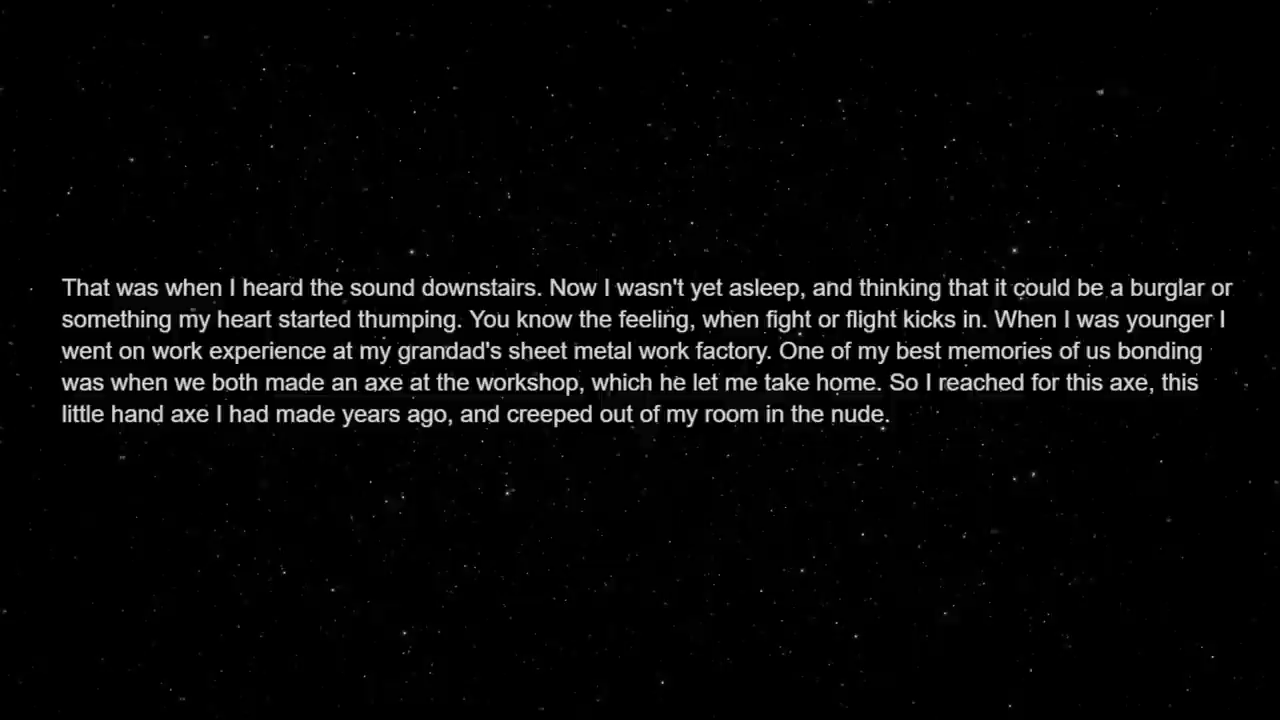 That was when I heard the sound downstairs. Now I wasn't yet asleep, and thinking that it could be a burglar or
something my heart started thumping. You know the feeling, when fight or flight kicks in. When I was younger I
went on work experience at my grandad's sheet metal work factory. One of my best memories of us bonding
was when we both made an axe at the workshop, which he let me take home. So I reached for this axe, this
little hand axe I had made years ago, and creeped out of my room in the nude.